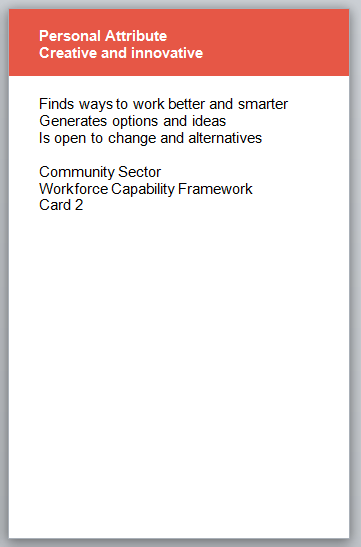 Personal Attribute
Creative and innovative
Finds ways to work better and smarter
Generates options and ideas
Is open to change and alternatives
Community Sector
Workforce Capability Framework
Card 2